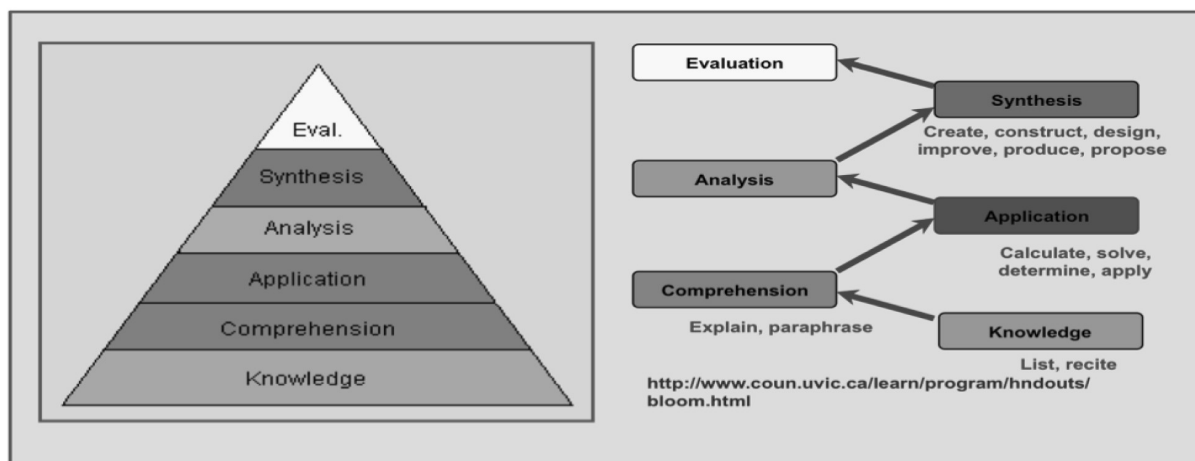 Eval.
Synthesis
Analysis
Application
Comprehension
Knowledge
Evaluation
Synthesis
Create, construct, design,
improve, produce, propose
Analysis
Application
Calculate, solve,
determine, apply
Comprehension
Explain, paraphrase
Knowledge
List, recite
http://www.coun.uvic.ca/learn/program/hndouts/
bloom.html